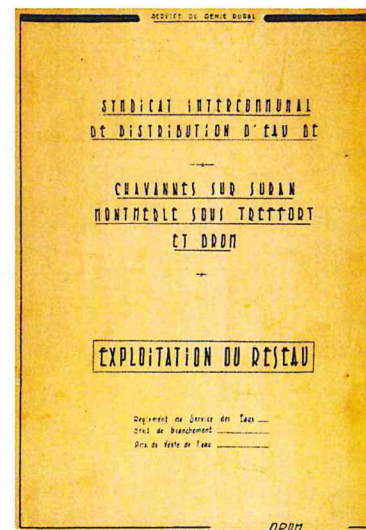 SERVICE DU GENIE RURAL
SYNDICAT INTERCOMMUNAL
DE DISTRIBUTION D'EAU DE
CHAVANNES SUR SURAN
MONTMERLE SOUS TREFFORT
ET DROM
EXPLOITATION DU RESEAU
Règlement du Service des Eaux
Droit de Branchement
Prix de Vente de l'eau
DROM